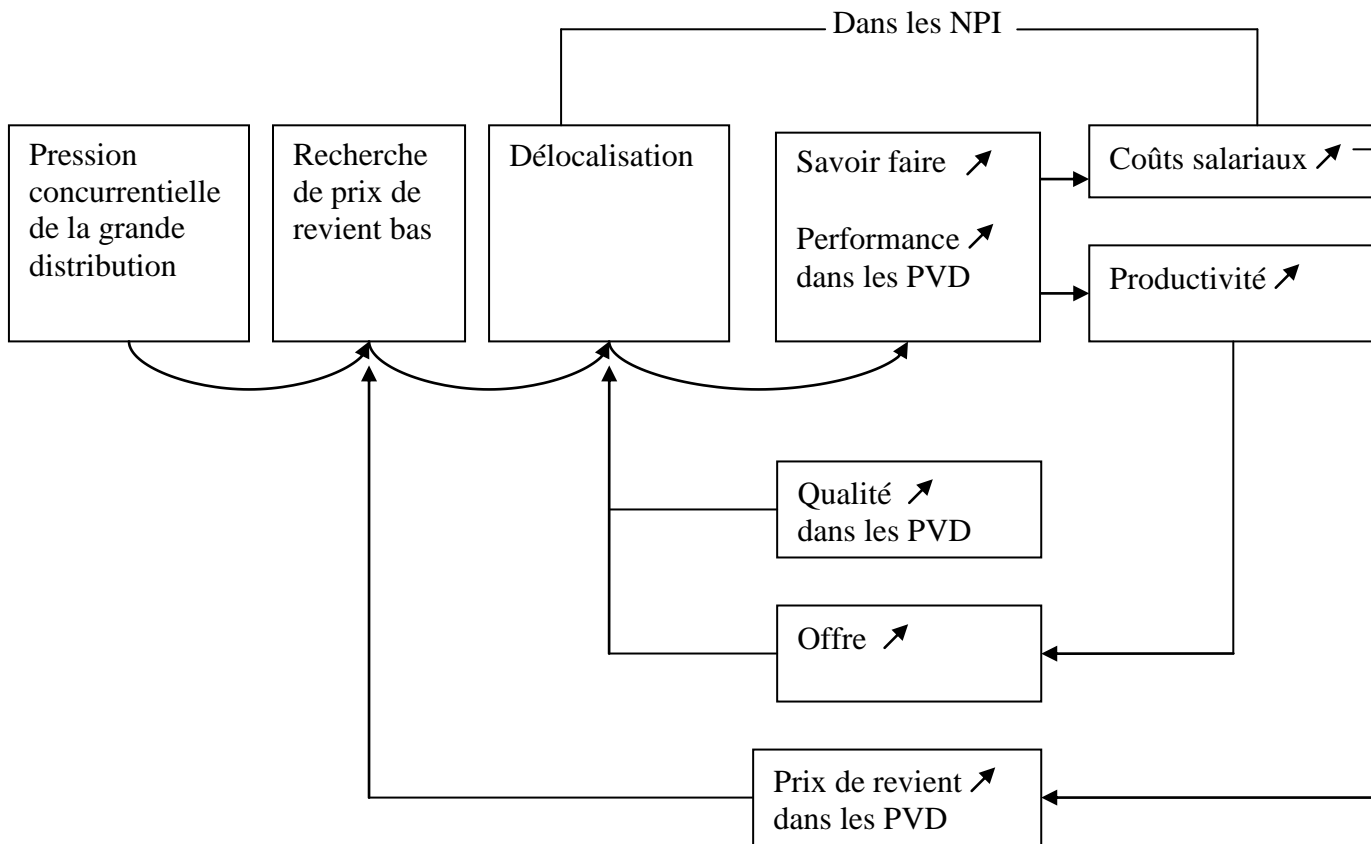 Dans les NPI
Pression
concurrentielle
de la grande
distribution
Recherche
de prix de
revient bas
Délocalisation
Savoir faire ↗
Performance ↗
dans les PVD
Coûts salariaux ↗
Productivité ↗
Qualité ↗
dans les PVD
Offre ↗
Prix de revient ↗
dans les PVD